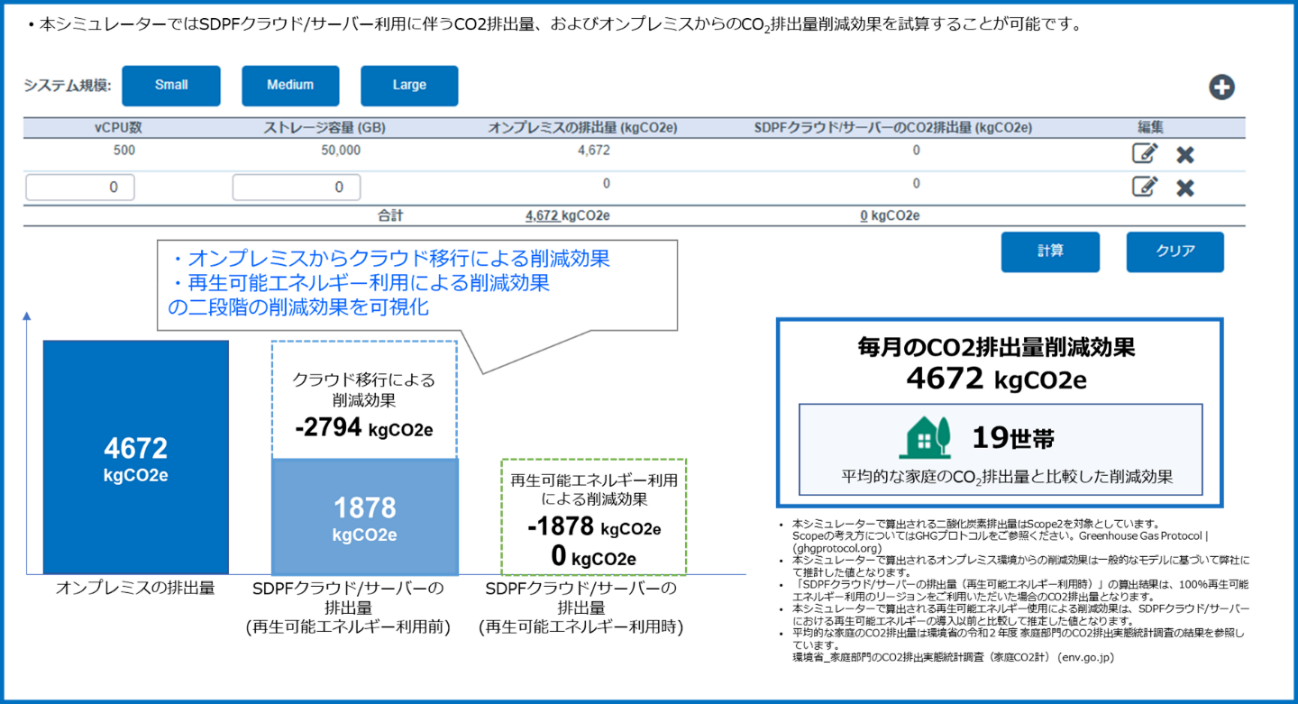 ・本シミュレーターではSDPFクラウド/サーバー利用に伴うCO2排出量、およびオンプレミスからのCO2排出量削減効果を試算することが可能です。
システム規模: Small Medium Large
vCPU数 ストレージ容量 (GB) オンプレミスの排出量 (kgCO2e) SDPFクラウド/サーバーのCO2排出量 (kgCO2e) 編集
500 50,000 4,672 0
0 0 0 0
合計 4,672 kgCO2e 0 kgCO2e
計算 クリア
・オンプレミスからクラウド移行による削減効果
・再生可能エネルギー利用による削減効果
の二段階の削減効果を可視化
4672
kgCO2e
オンプレミスの排出量
クラウド移行による
削減効果
-2794 kgCO2e
1878
kgCO2e
SDPFクラウド/サーバーの
排出量
(再生可能エネルギー利用前)
再生可能エネルギー利用
による削減効果
-1878 kgCO2e
0 kgCO2e
SDPFクラウド/サーバーの
排出量
(再生可能エネルギー利用時)
毎月のCO2排出量削減効果
4672 kgCO2e
19世帯
平均的な家庭のCO2排出量と比較した削減効果
• 本シミュレーターで算出される二酸化炭素排出量はScope2を対象としています。
Scopeの考え方についてはGHGプロトコルをご参照ください。Greenhouse Gas Protocol |
(ghgprotocol.org)
• 本シミュレーターで算出されるオンプレミス環境からの削減効果は一般的なモデルに基づいて弊社に
て推計した値となります。
• 「SDPFクラウド/サーバーの排出量（再生可能エネルギー利用時）」の算出結果は、100%再生可能
エネルギー利用のリージョンをご利用いただいた場合のCO2排出量となります。
• 本シミュレーターで算出される再生可能エネルギー使用による削減効果は、SDPFクラウド/サーバー
における再生可能エネルギーの導入以前と比較して推定した値となります。
• 平均的な家庭のCO2排出量は環境省の令和２年度 家庭部門のCO2排出実態統計調査の結果を参照し
ています。
環境省_家庭部門のCO2排出実態統計調査（家庭CO2計） (env.go.jp)